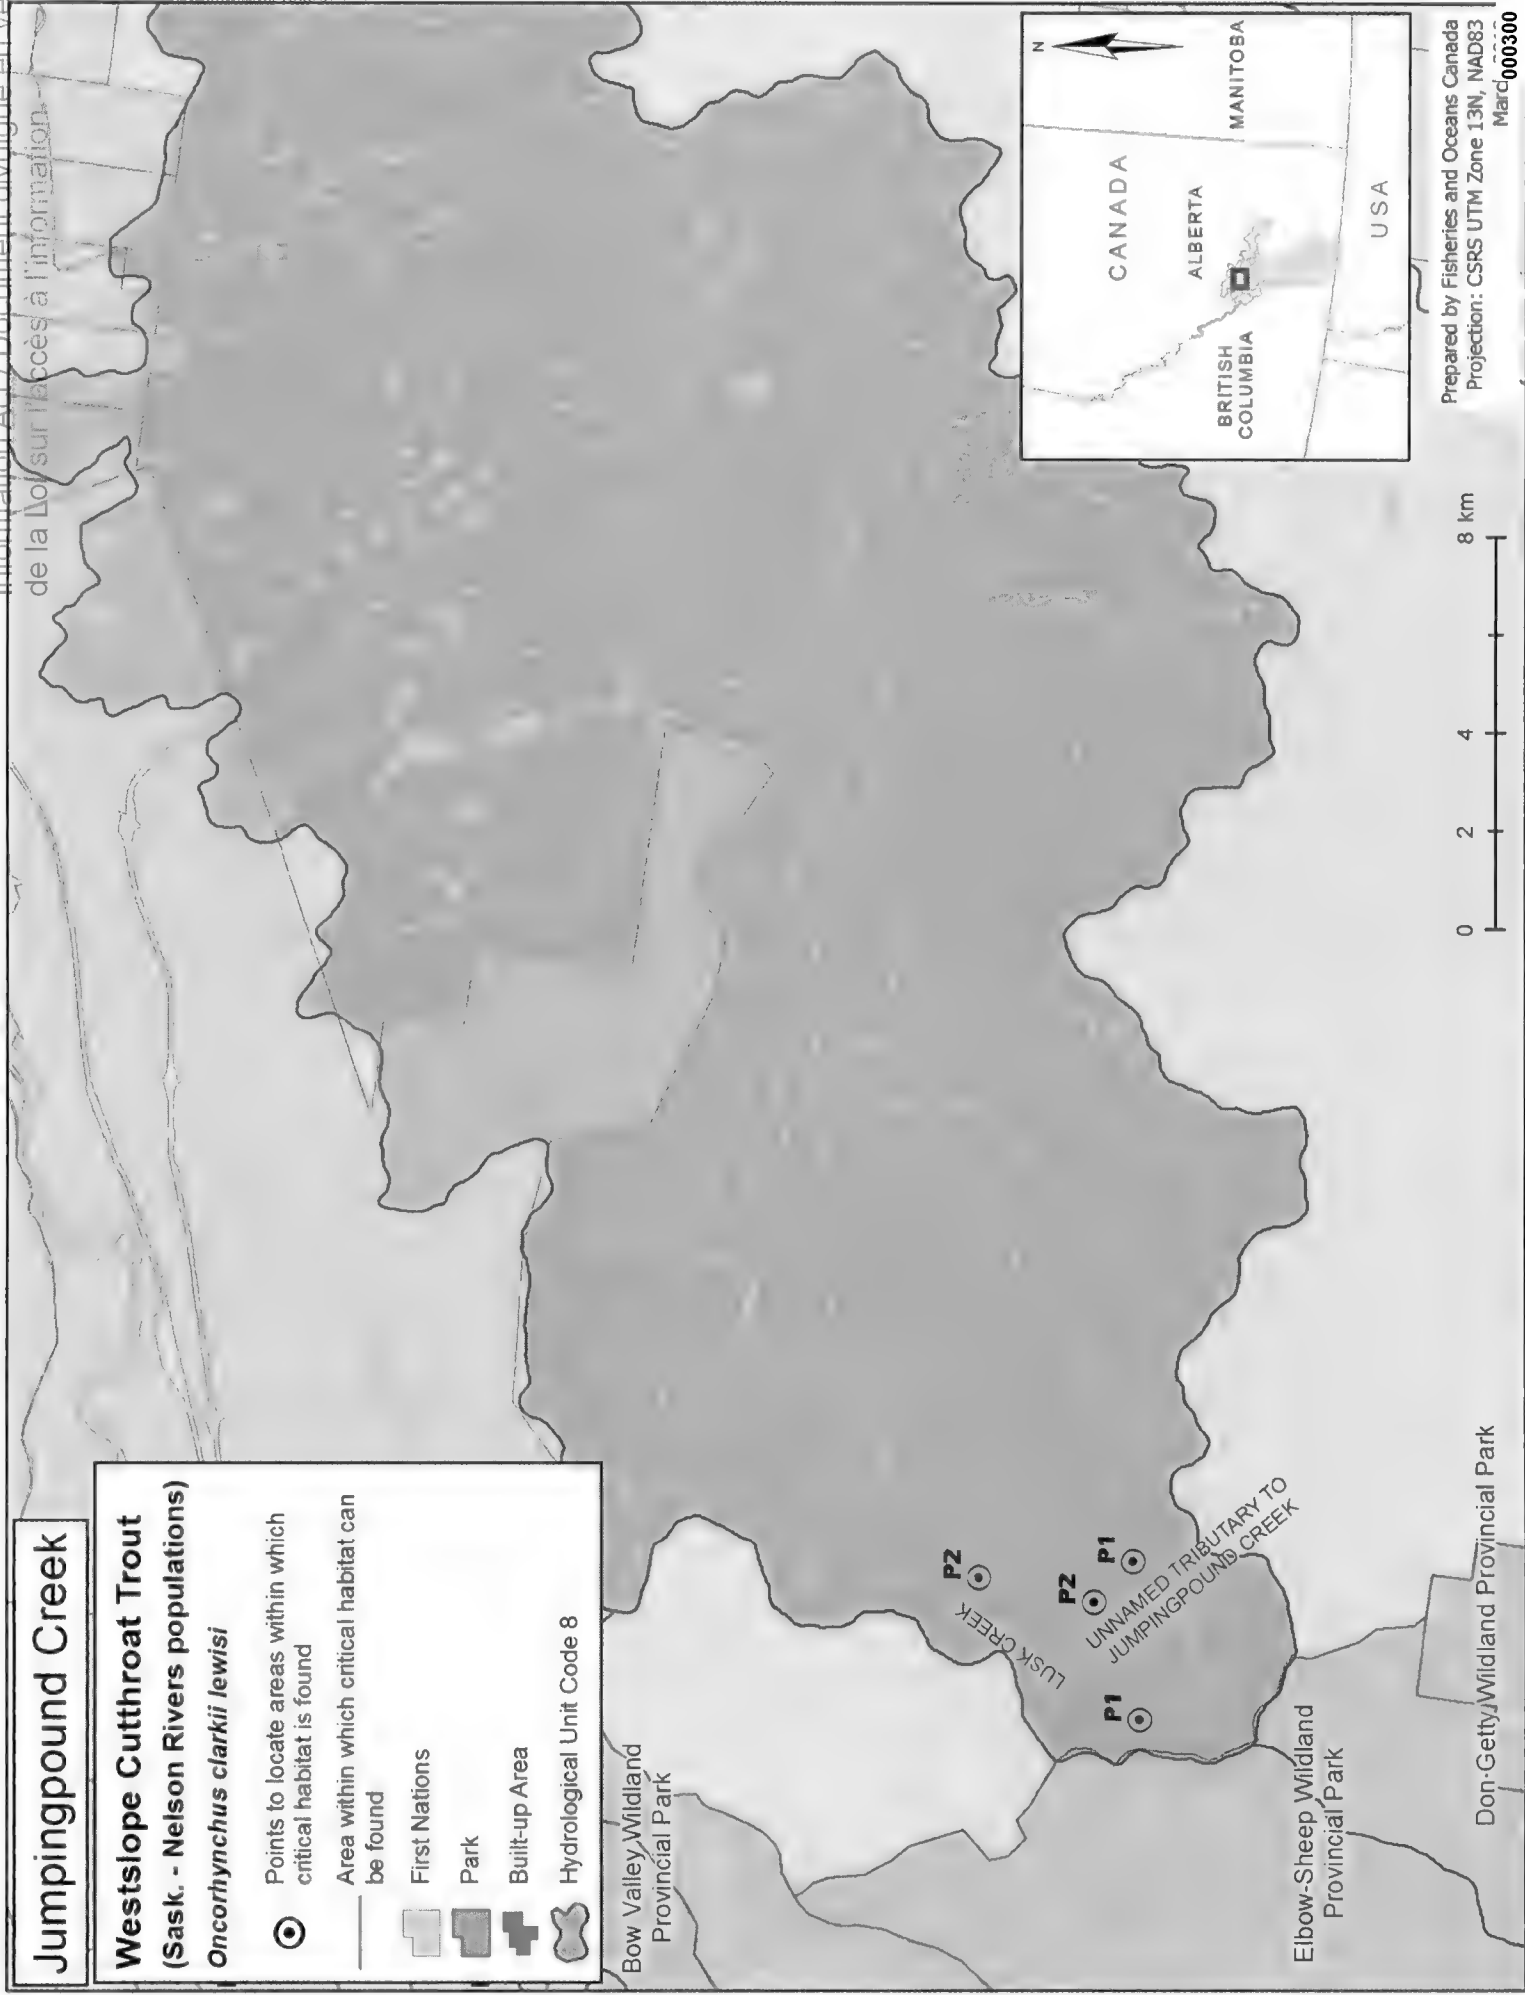 de la Loi sur l'accès à l'information.
Jumpingpound Creek
Westslope Cutthroat Trout
(Sask. - Nelson Rivers populations)
Oncorhynchus clarkii lewisi
Points to locate areas within which
critical habitat is found
Area within which critical habitat can
be found
First Nations
Park
Built-up Area
Hydrological Unit Code 8
Bow Valley Wildland
Provincial Park
P2
LUSK CREEK
P2
P1
UNNAMED TRIBUTARY TO
JUMPINGPOUND CREEK
P1
Elbow-Sheep Wildland
Provincial Park
Don-Getty Wildland Provincial Park
0 2 4 8 km
N
CANADA
ALBERTA
MANITOBA
BRITISH
COLUMBIA
USA
Prepared by Fisheries and Oceans Canada
Projection: CSRS UTM Zone 13N, NAD83
000300